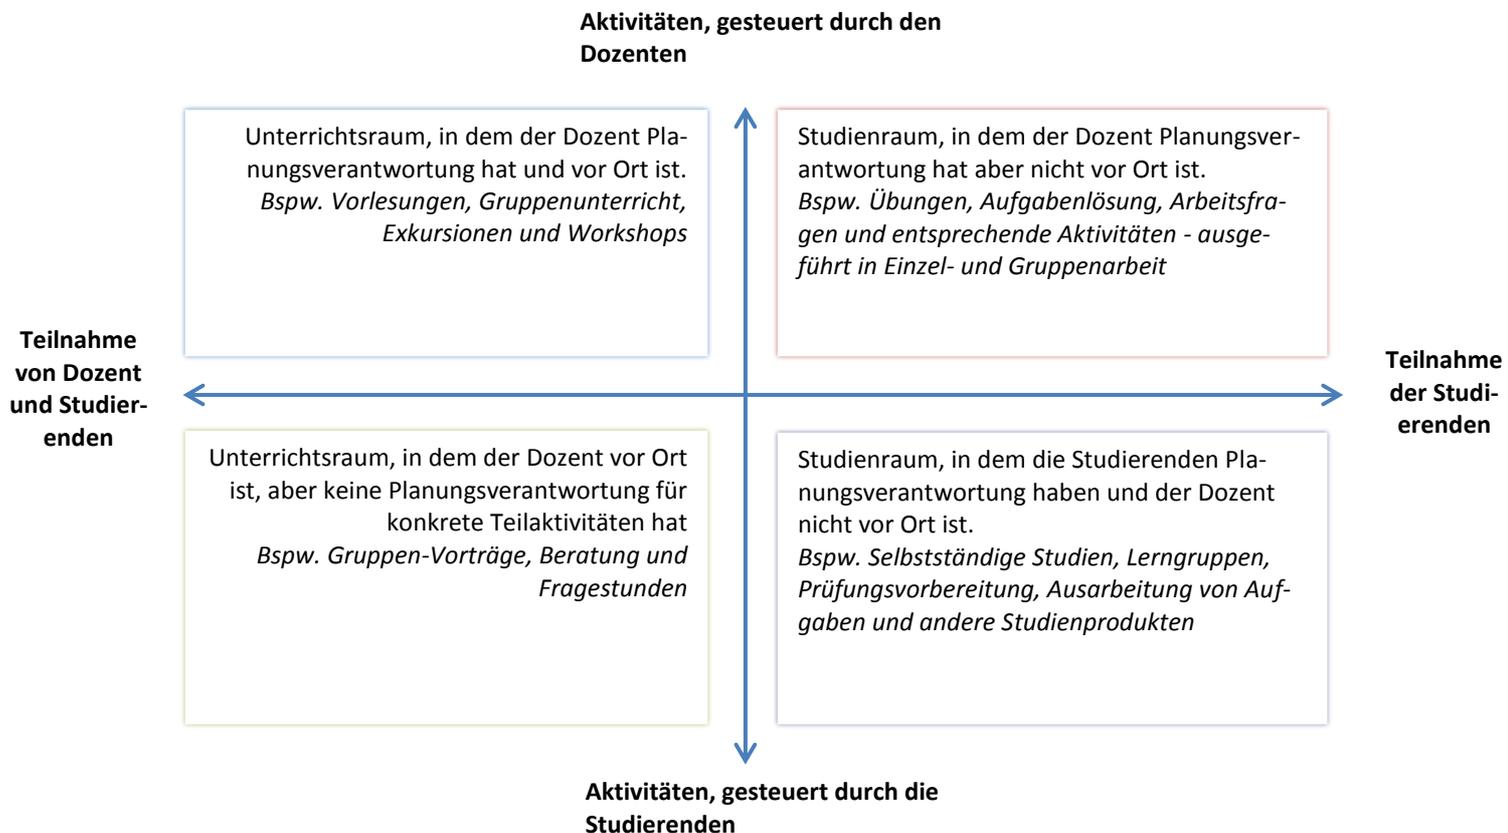 Aktivitäten, gesteuert durch den
Dozenten
Unterrichtsraum, in dem der Dozent Pla-
nungsverantwortung hat und vor Ort ist.
Bspw. Vorlesungen, Gruppenunterricht,
Exkursionen und Workshops
Studienraum, in dem der Dozent Planungsver-
antwortung hat aber nicht vor Ort ist.
Bspw. Übungen, Aufgabenlösung, Arbeitsfra-
gen und entsprechende Aktivitäten - ausge-
führt in Einzel- und Gruppenarbeit
Teilnahme
von Dozent
und Studier-
enden
Teilnahme
der Studi-
erenden
Unterrichtsraum, in dem der Dozent vor Ort
ist, aber keine Planungsverantwortung für
konkrete Teilaktivitäten hat
Bspw. Gruppen-Vorträge, Beratung und
Fragestunden
Studienraum, in dem die Studierenden Pla-
nungsverantwortung haben und der Dozent
nicht vor Ort ist.
Bspw. Selbstständige Studien, Lerngruppen,
Prüfungsvorbereitung, Ausarbeitung von Auf-
gaben und andere Studienprodukten
Aktivitäten, gesteuert durch die
Studierenden